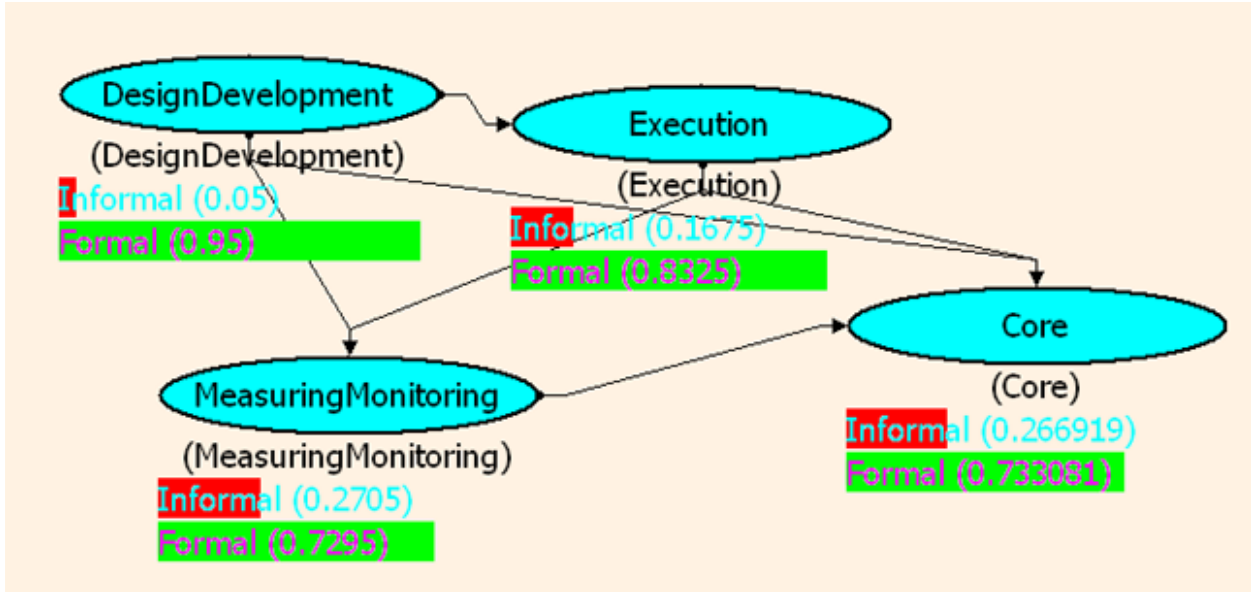 DesignDevelopment
(DesignDevelopment)
Informal (0.05)
Formal (0.95)
Execution
(Execution)
Informal (0.1675)
Formal (0.8325)
MeasuringMonitoring
(MeasuringMonitoring)
Informal (0.2705)
Formal (0.7295)
Core
(Core)
Informal (0.266919)
Formal (0.733081)